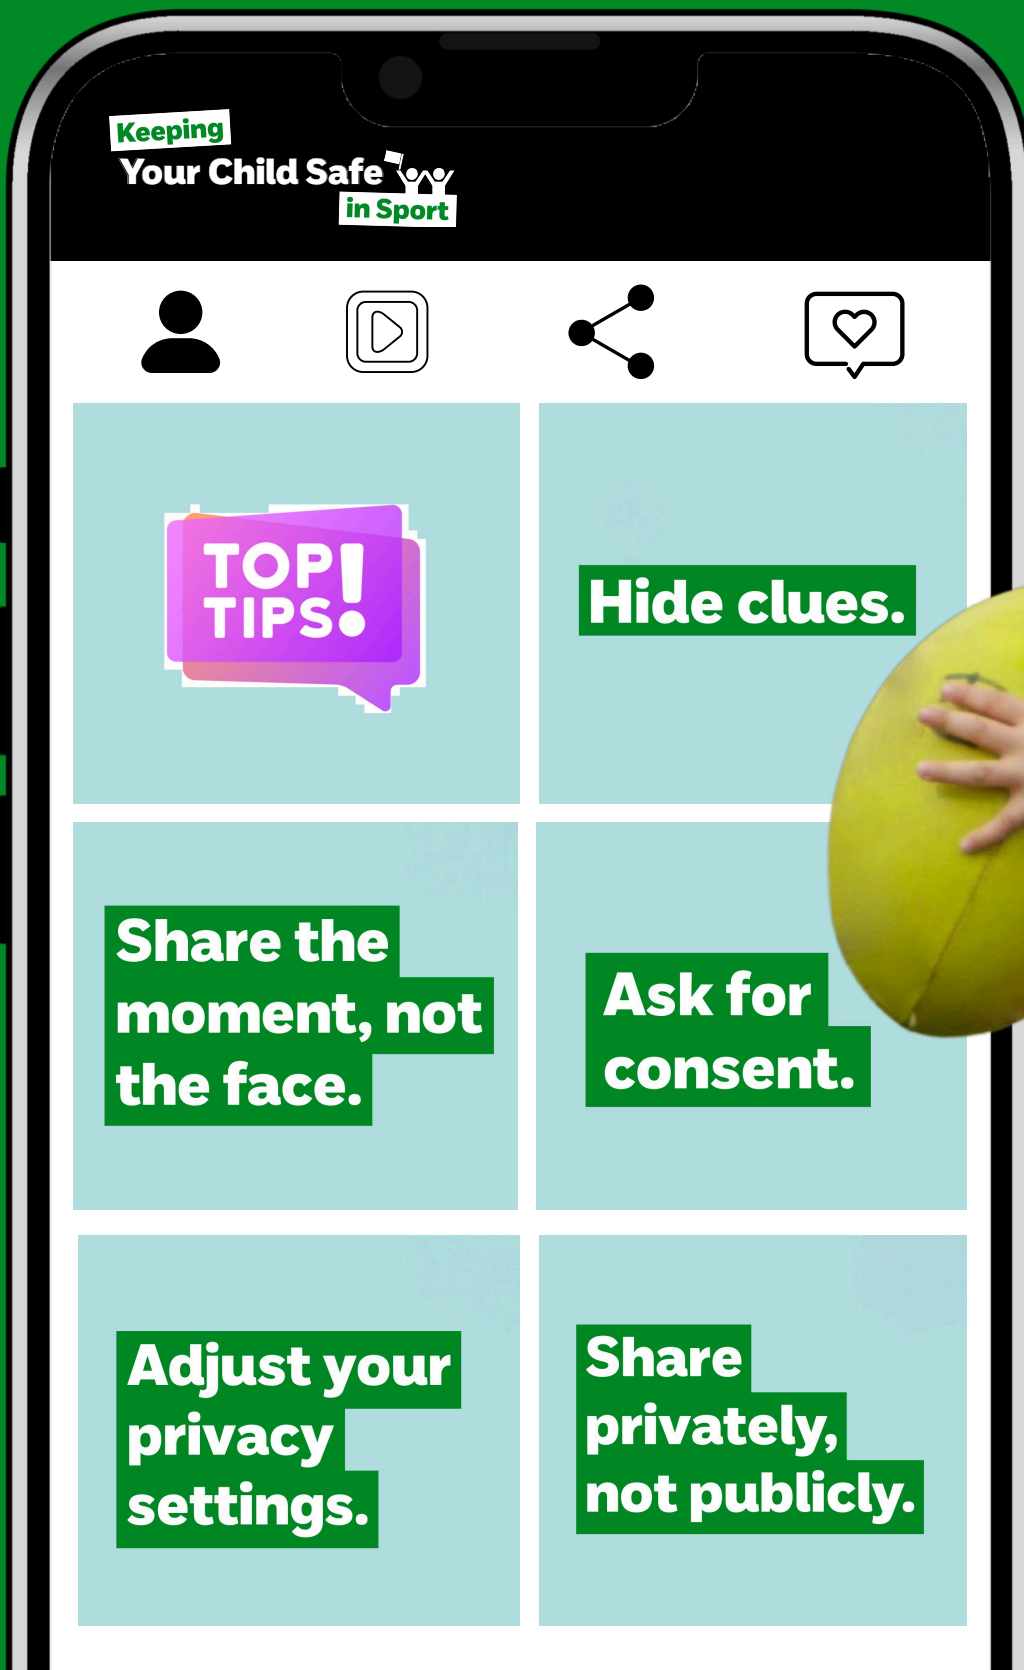 Keeping
Your Child Safe
in Sport
TOP
TIPS!
Hide clues.
Share the
moment, not
the face.
Ask for
consent.
Adjust your
privacy
settings.
Share
privately,
not publicly.